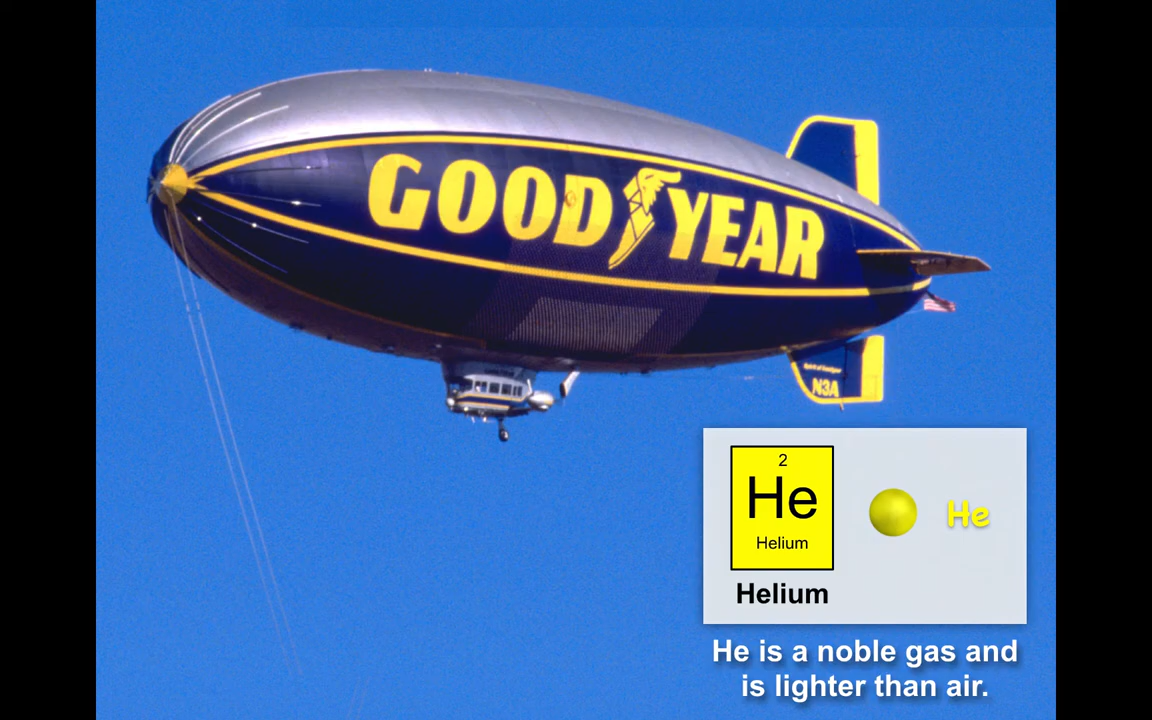 GOODYEAR
N3A
2
He
Helium
He
Helium
He is a noble gas and
is lighter than air.